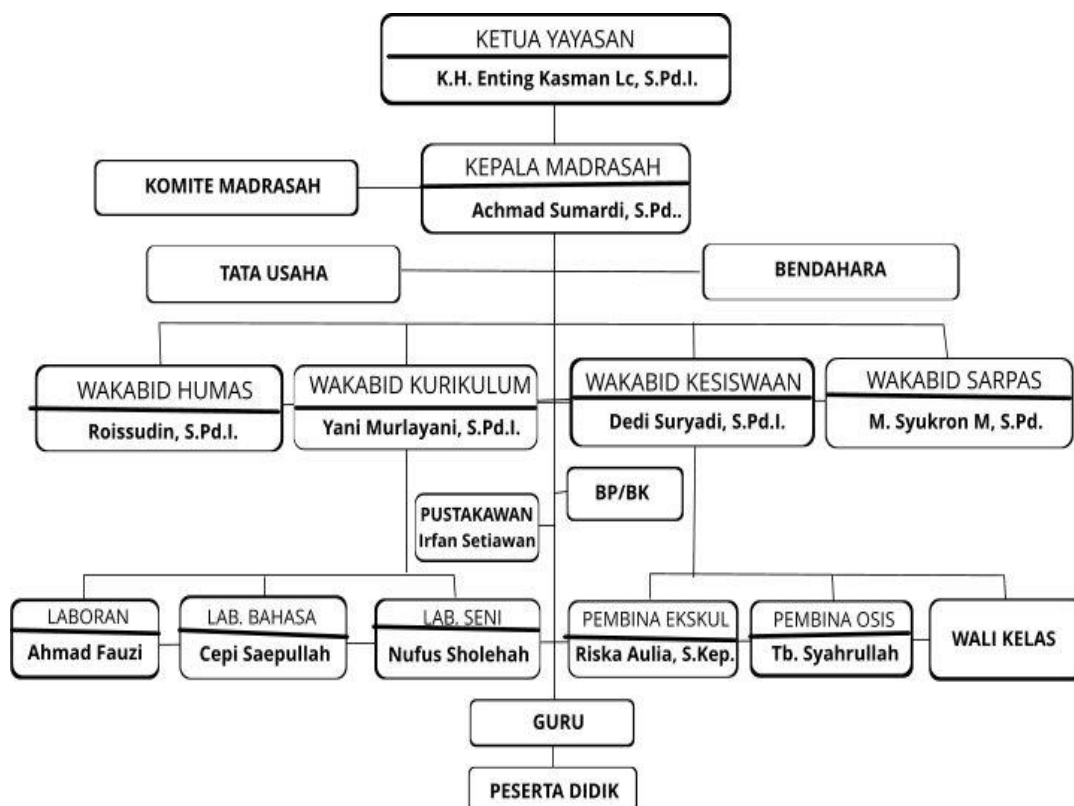 KETUA YAYASAN
K.H. Enting Kasman Lc, S.Pd.I.
KEPALA MADRASAH
Achmad Sumardi, S.Pd..
KOMITE MADRASAH
TATA USAHA
BENDAHARA
WAKABID HUMAS
Roissudin, S.Pd.I.
WAKABID KURIKULUM
Yani Murlayani, S.Pd.I.
WAKABID KESISWAAN
Dedi Suryadi, S.Pd.I.
WAKABID SARPAS
M. Syukron M, S.Pd.
BP/BK
PUSTAKAWAN
Irfan Setiawan
LABORAN
Ahmad Fauzi
LAB. BAHASA
Cepi Saepullah
LAB. SENI
Nufus Sholehah
PEMBINA EKSKUL
Riska Aulia, S.Kep.
PEMBINA OSIS
Tb. Syahrullah
WALI KELAS
GURU
PESERTA DIDIK